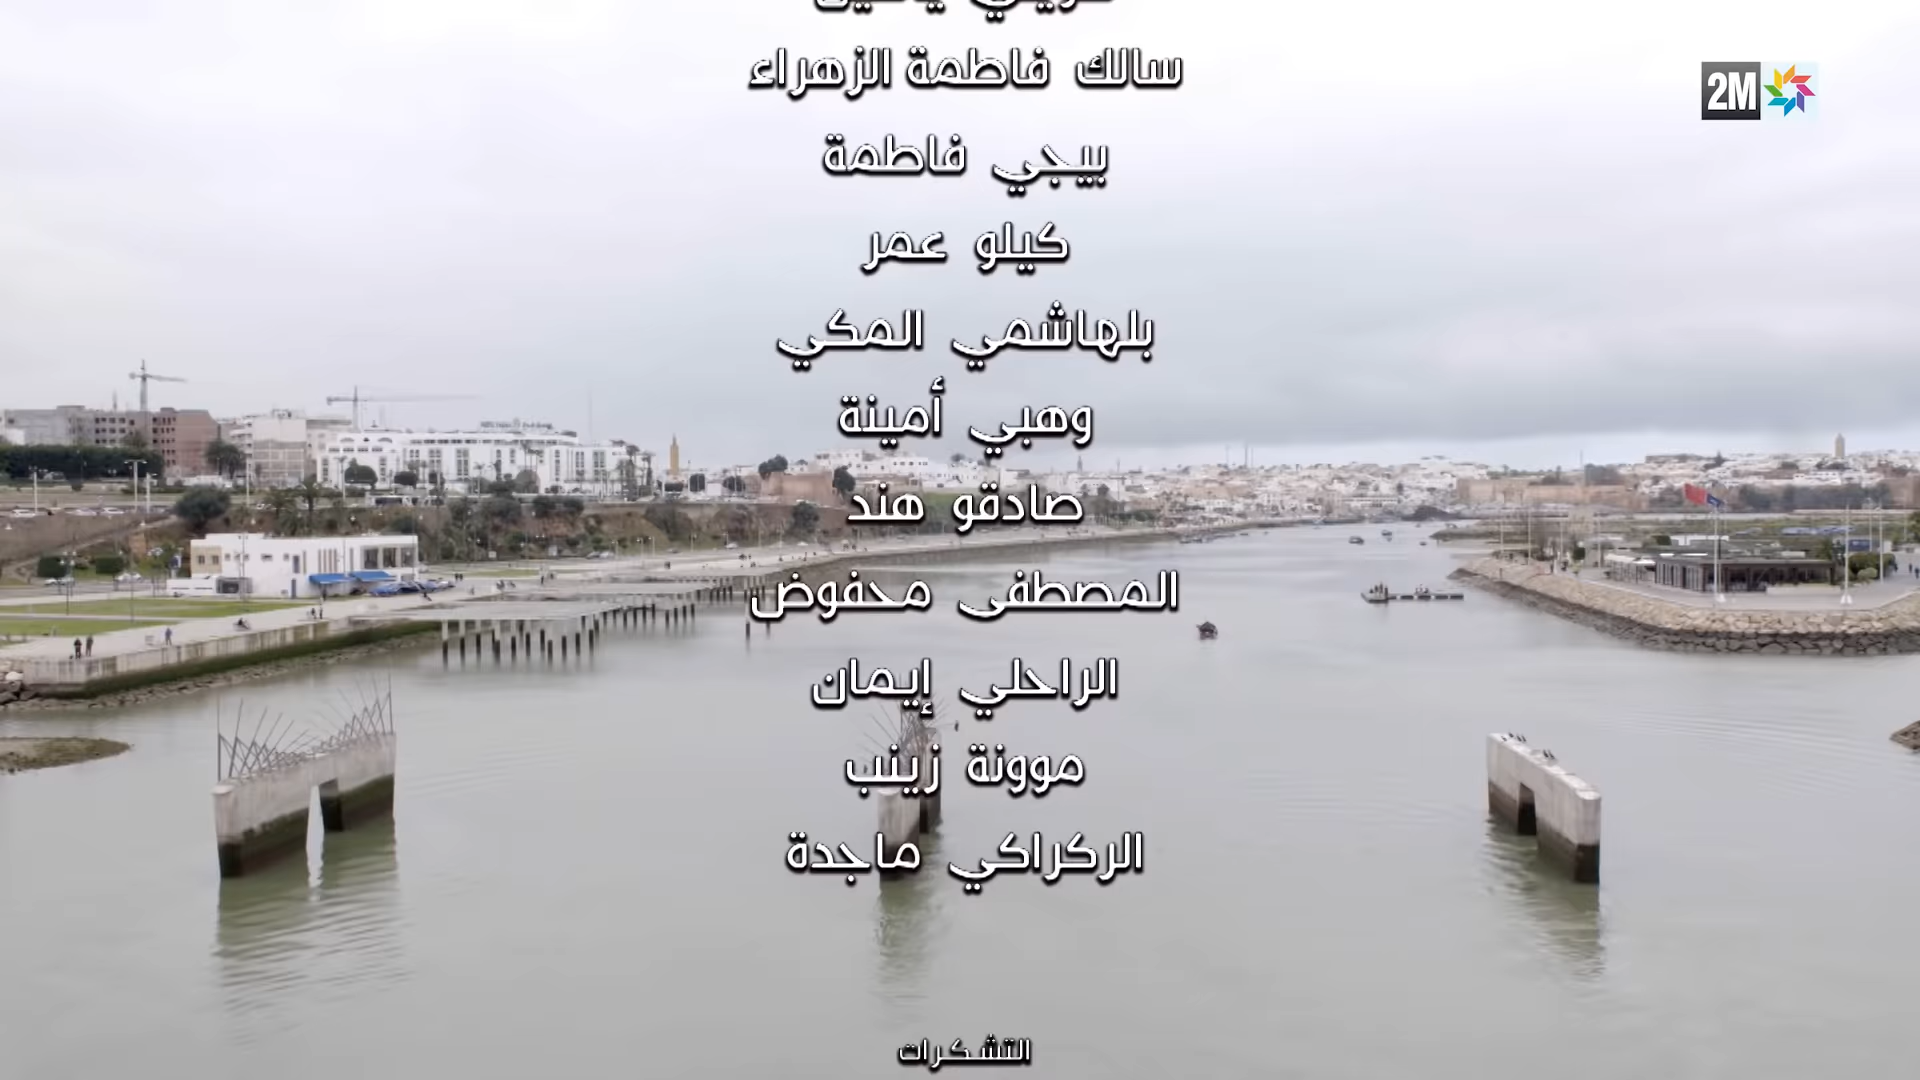 سالك فاطمة الزهراء
2M
بيجي فاطمة
كيلو عمر
بلهاشمي المكي
وهبي أمينة
صادقو هند
المصطفى محفوض
الراحلي إيمان
موونة زينب
الركراكي ماجدة
التشكرات